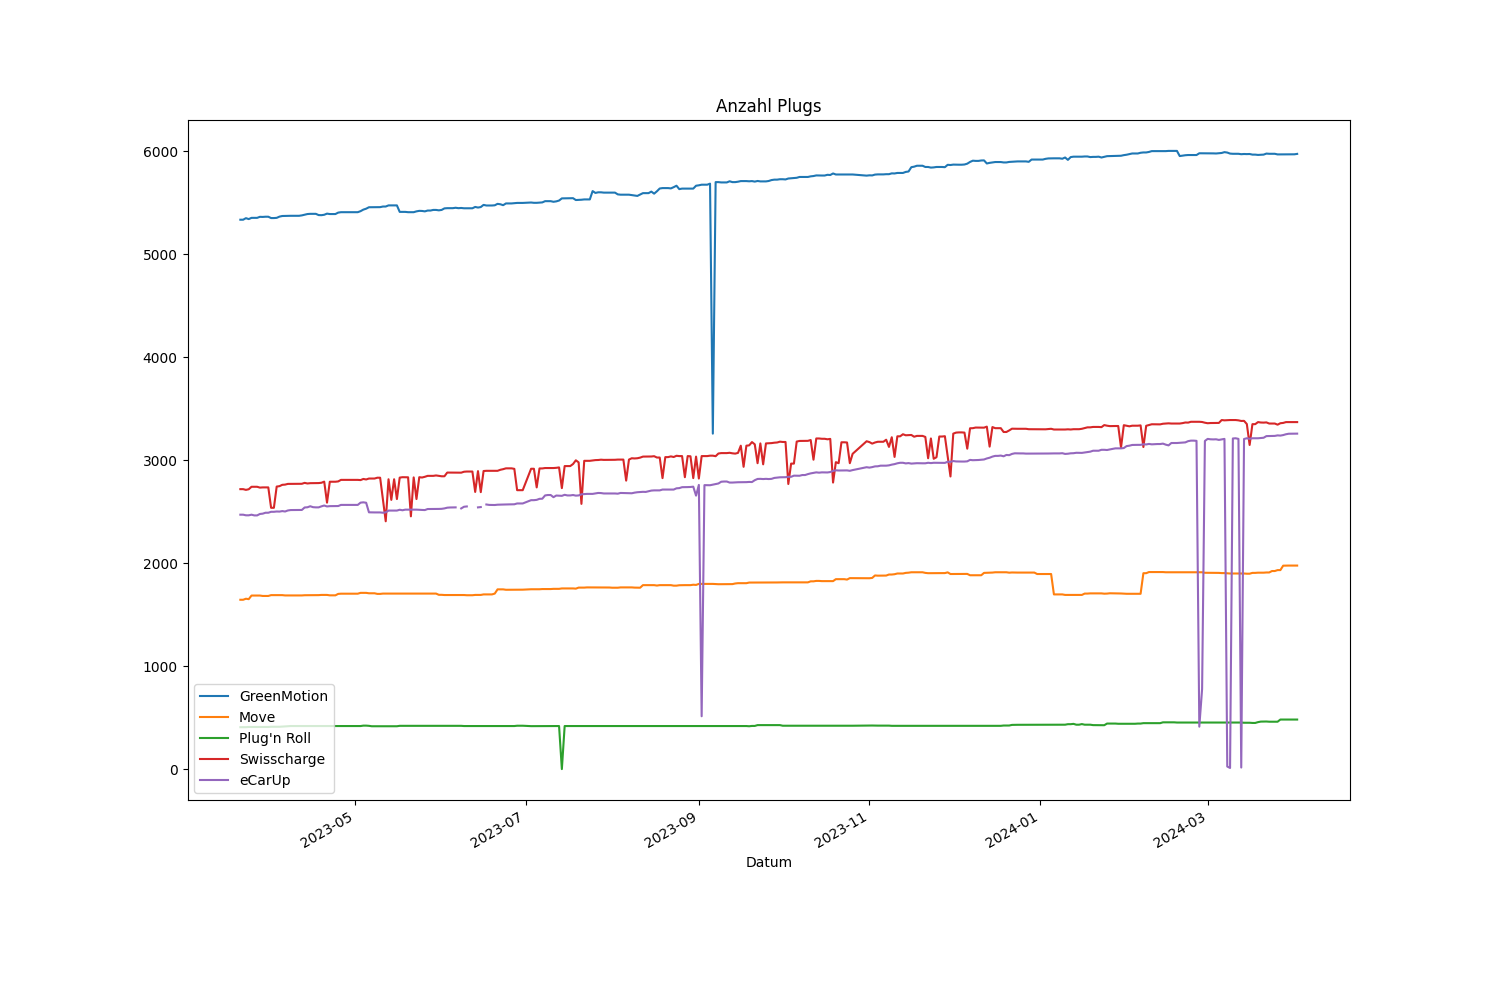 Anzahl Plugs
6000
5000
4000
3000
2000
1000
0
GreenMotion
Move
Plug'n Roll
Swisscharge
eCarUp
2023-05
2023-07
2023-09
2023-11
2024-01
2024-03
Datum